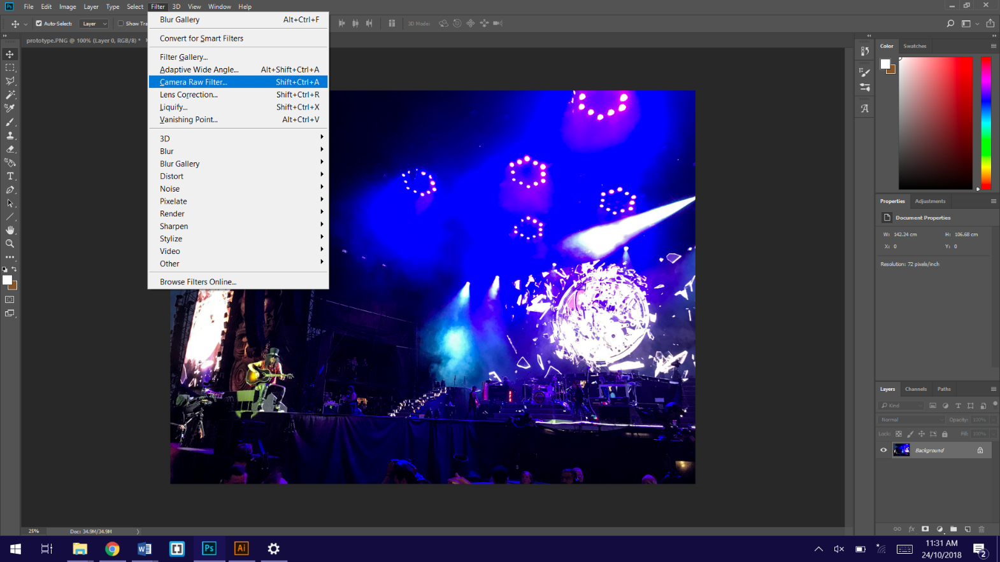 Ps File Edit Image Layer Type Select Filter 3D View Window Help
Auto-Select: Layer Show Tra 3D Mode:
prototype.PNG @ 100% (Layer 0, RGB/8) *
Blur Gallery Alt+Ctrl+F
Convert for Smart Filters
Filter Gallery...
Adaptive Wide Angle... Alt+Shift+Ctrl+A
Camera Raw Filter... Shift+Ctrl+A
Lens Correction... Shift+Ctrl+R
Liquify... Shift+Ctrl+X
Vanishing Point... Alt+Ctrl+V
3D
Blur
Blur Gallery
Distort
Noise
Pixelate
Render
Sharpen
Stylize
Video
Other
Browse Filters Online...
Color Swatches
Properties Adjustments
Document Properties
W: 142.24 cm H: 106.68 cm
X: 0 Y: 0
Resolution: 72 pixels/inch
Layers Channels Paths
Kind
Normal Opacity: 100%
Lock: Fill: 100%
Background
fx
25% Doc: 34.9M/34.9M
Ps Ai
11:31 AM
24/10/2018
2